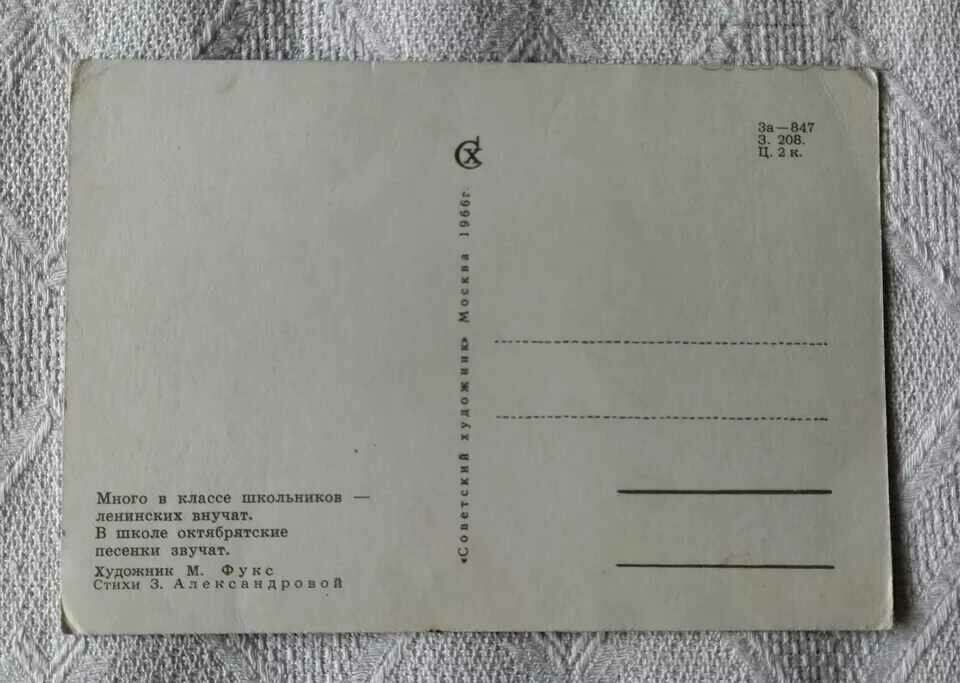 Много в классе школьников —
ленинских внучат.
В школе октябрятские
песенки звучат.
Художник М. Фукс
Стихи З. Александровой
СХ
«Советский художник» Москва 1966г.
За—847
З. 208.
Ц. 2 к.